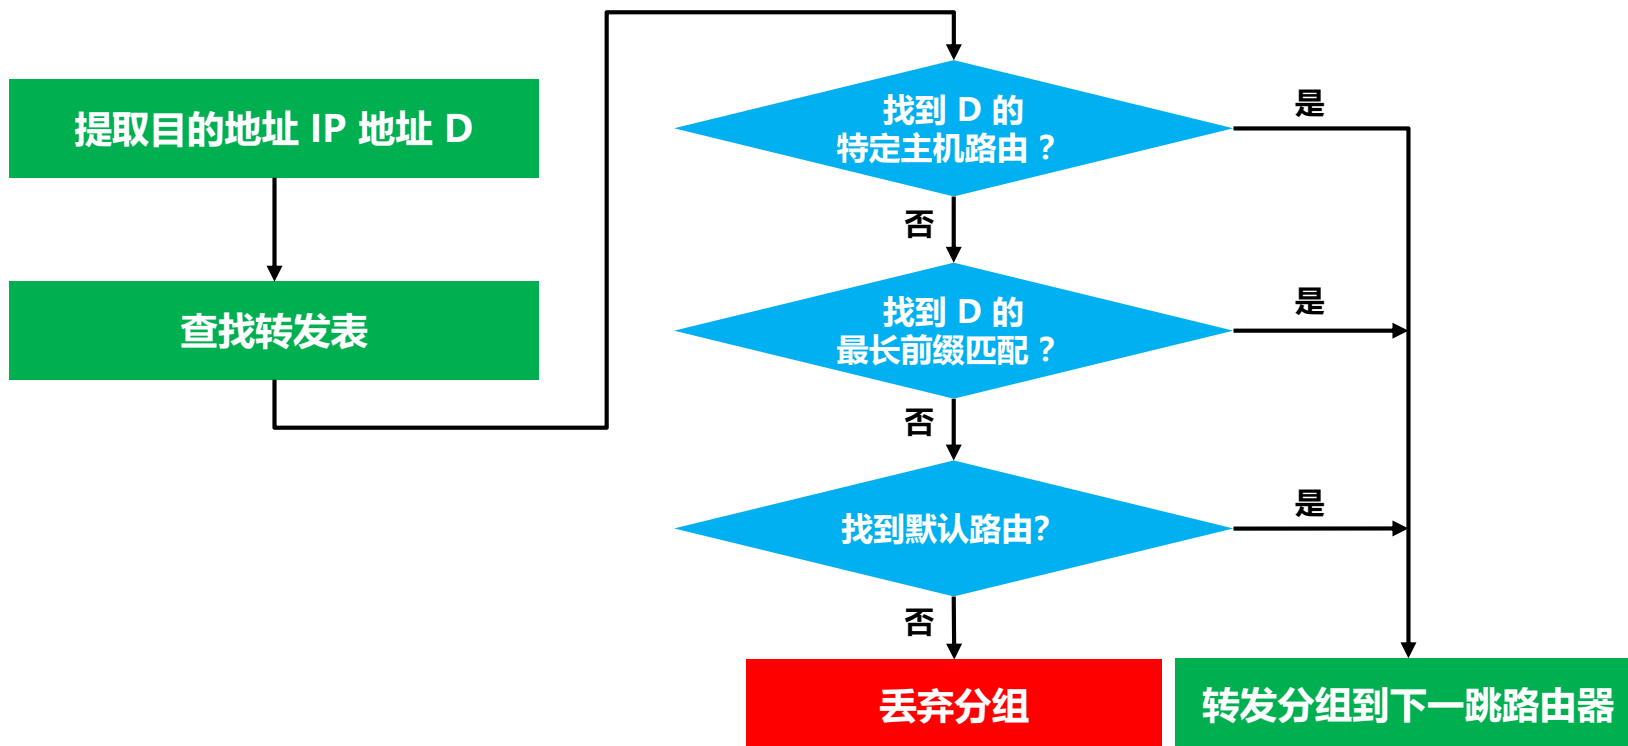 提取目的地址 IP 地址 D
查找转发表
找到 D 的
特定主机路由？
是
否
找到 D 的
最长前缀匹配？
是
否
找到默认路由?
是
否
丢弃分组
转发分组到下一跳路由器